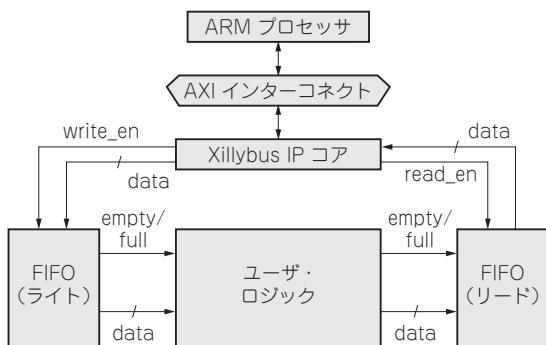 ARM プロセッサ
AXI インターコネクト
write_en
data
Xillybus IP コア
data
read_en
empty/
full
empty/
full
FIFO
（ライト）
ユーザ・
ロジック
FIFO
（リード）
data
data